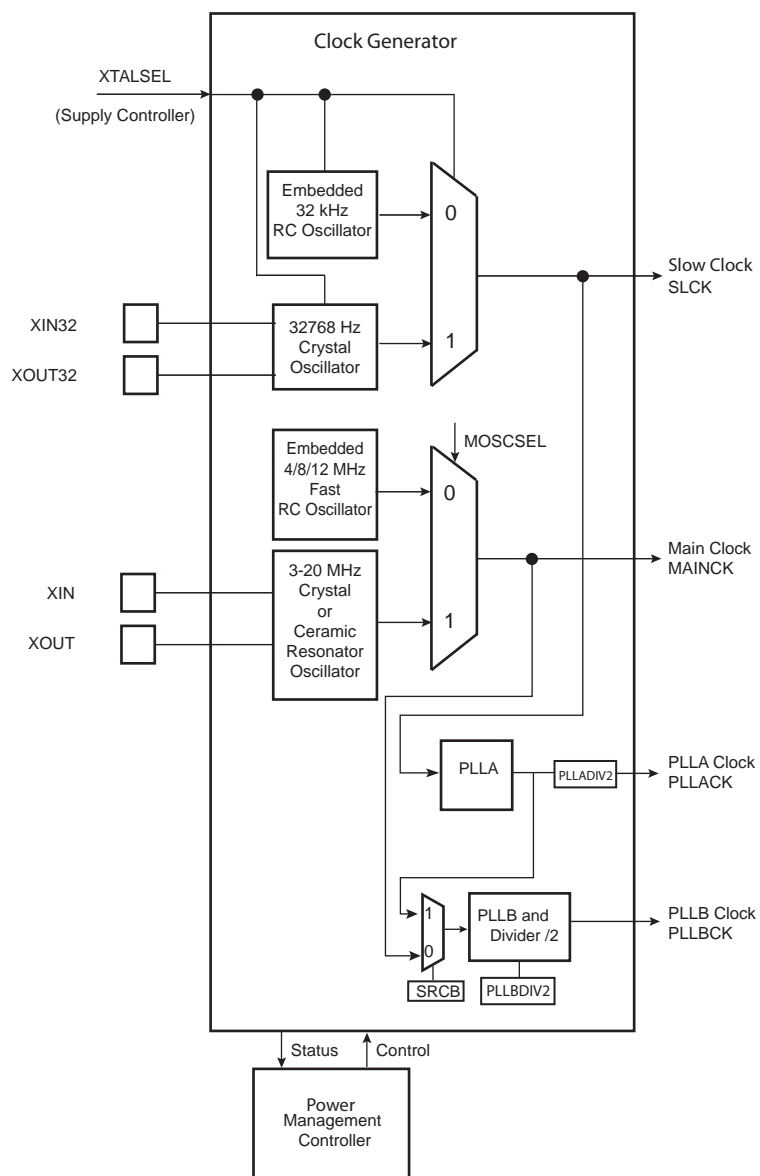 Clock Generator
XTALSEL
(Supply Controller)
Embedded
32 kHz
RC Oscillator
0
Slow Clock
SLCK
XIN32
XOUT32
32768 Hz
Crystal
Oscillator
1
MOSCSEL
Embedded
4/8/12 MHz
Fast
RC Oscillator
0
Main Clock
MAINCK
XIN
XOUT
3-20 MHz
Crystal
or
Ceramic
Resonator
Oscillator
1
PLLA
PLLADIV2
PLLA Clock
PLLACK
1
0
PLLB and
Divider /2
PLLB Clock
PLLBCK
SRCB
PLLBDIV2
Status
Control
Power
Management
Controller